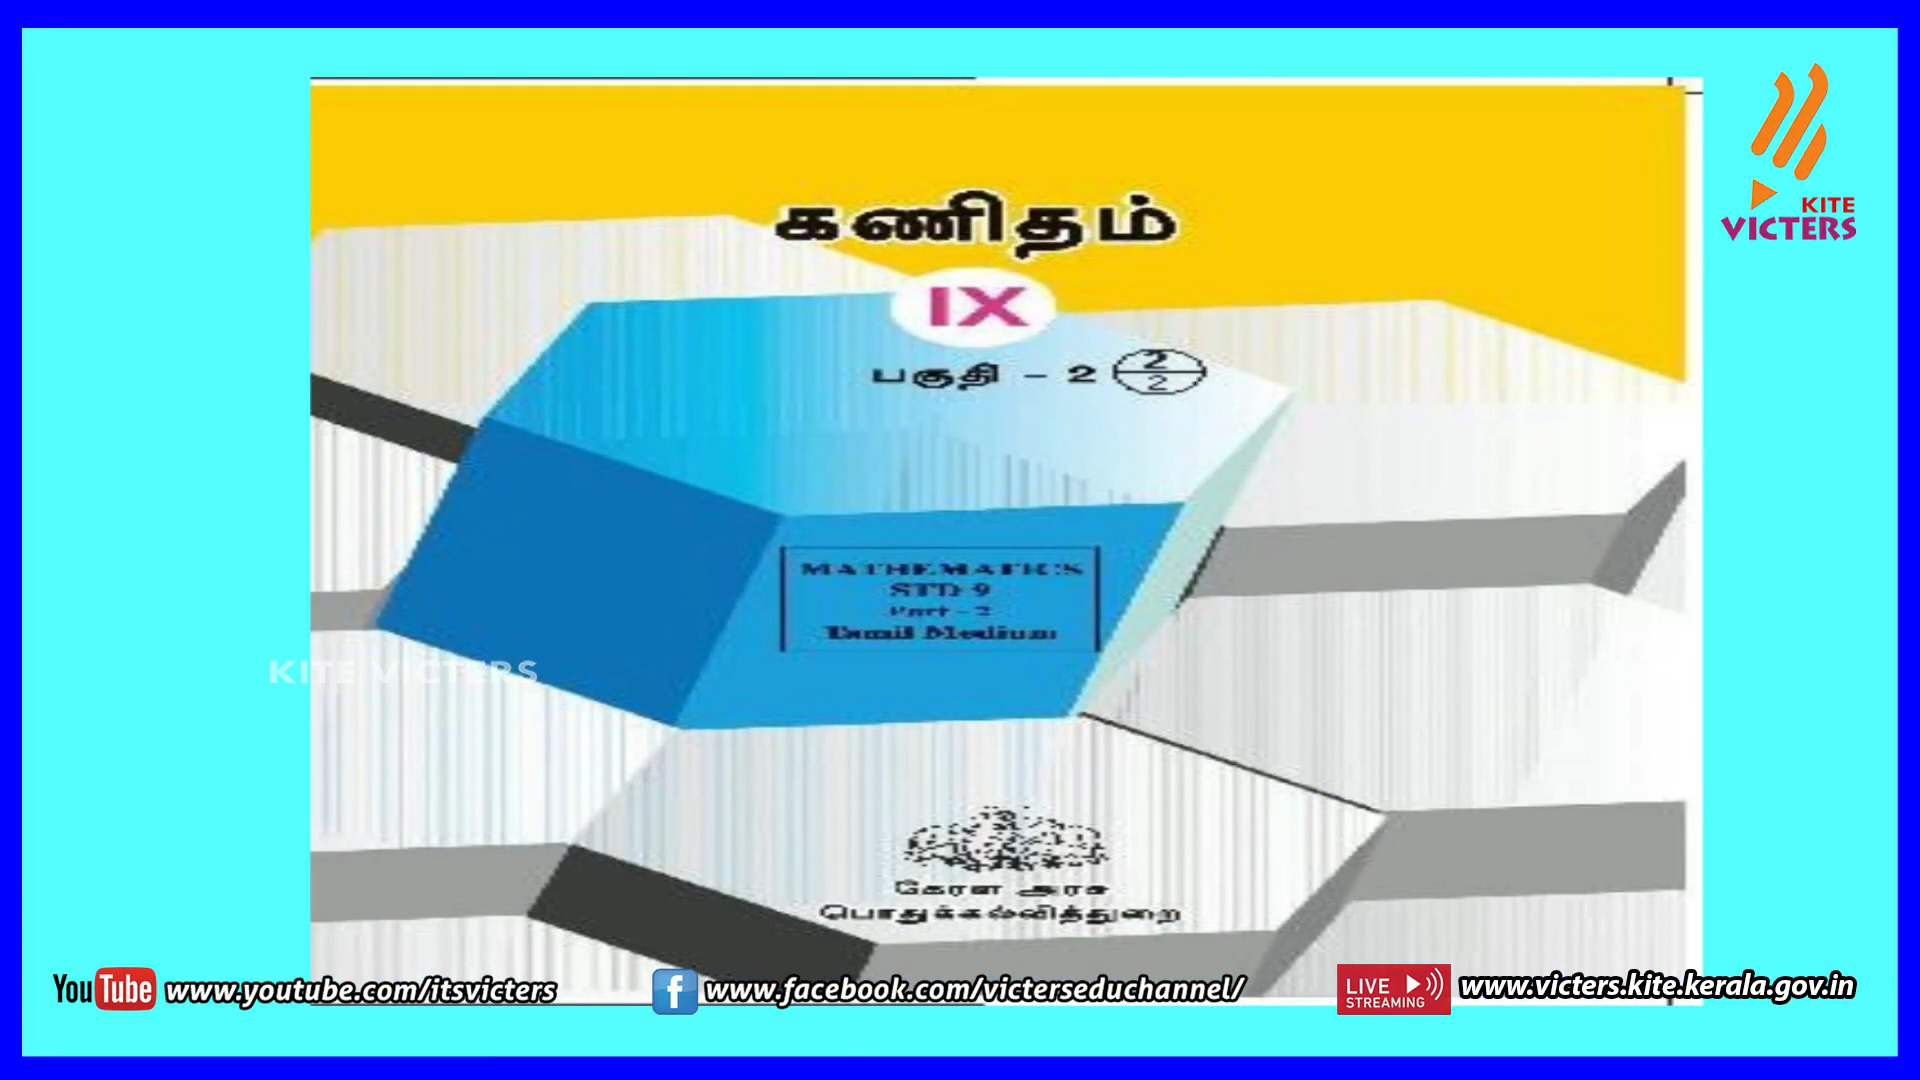 கணிதம்
IX
பகுதி - 2 2/2
MATHEMATICS
STD 9
Part - 2
Tamil Medium
கேரள அரசு
பொதுக்கல்வித்துறை
KITE
VICTERS
KITE VICTERS
YouTube www.youtube.com/itsvicters
f www.facebook.com/victerseduchannel/
LIVE STREAMING www.victers.kite.kerala.gov.in